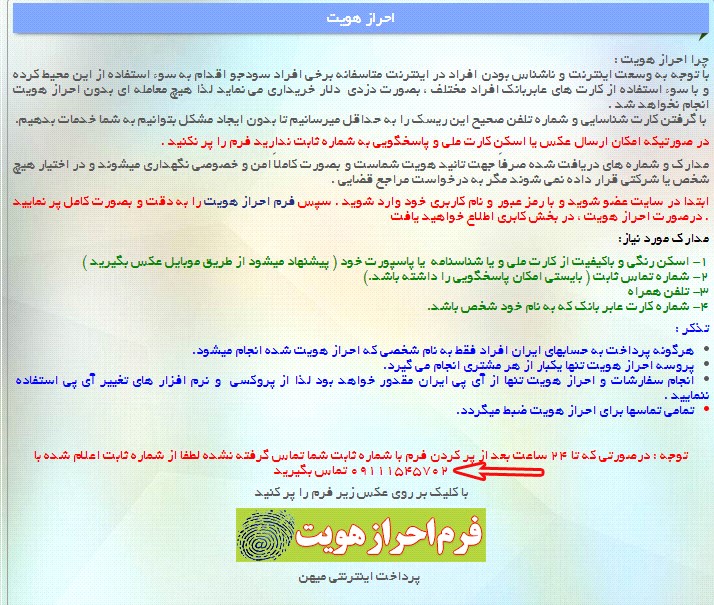 احراز هویت
چرا احراز هویت :
با توجه به وسعت اینترنت و ناشناس بودن افراد در اینترنت متاسفانه برخی افراد سودجو اقدام به سوء استفاده از این محیط کرده
و با سوء استفاده از کارت های عابربانک افراد مختلف ، بصورت دزدی دلار خریداری می نماید لذا هیچ معامله ای بدون احراز هویت
انجام نخواهد شد .
با گرفتن کارت شناسایی و شماره تلفن صحیح این ریسک را به حداقل میرسانیم تا بدون ایجاد مشکل بتوانیم به شما خدمات بدهیم.
در صورتیکه امکان ارسال عکس یا اسکن کارت ملی و پاسخگویی به شماره ثابت ندارید فرم را پر نکنید .
مدارک و شماره های دریافت شده صرفاً جهت تائید هویت شماست و بصورت کاملاً امن و خصوصی نگهداری میشوند و در اختیار هیچ
شخص یا شرکتی قرار داده نمی شوند مگر به درخواست مراجع قضایی .
ابتدا در سایت عضو شوید و با رمز عبور و نام کاربری خود وارد شوید . سپس فرم احراز هویت را به دقت و بصورت کامل پر نمایید
. درصورت احراز هویت ، در بخش کابری اطلاع خواهید یافت
مدارک مورد نیاز:
۱- اسکن رنگی و باکیفیت از کارت ملی و یا شناسنامه یا پاسپورت خود ( پیشنهاد میشود از طریق موبایل عکس بگیرید )
۲- شماره تماس ثابت ( بایستی امکان پاسخگویی را داشته باشد.)
۳- تلفن همراه
۴- شماره کارت عابر بانک که به نام خود شخص باشد.
تذکر :
هرگونه پرداخت به حسابهای ایران افراد فقط به نام شخصی که احراز هویت شده انجام میشود.
پروسه احراز هویت تنها یکبار از هر مشتری انجام می گیرد.
انجام سفارشات و احراز هویت تنها از آی پی ایران مقدور خواهد بود لذا از پروکسی و نرم افزار های تغییر آی پی استفاده
ننمایید .
تمامی تماسها برای احراز هویت ضبط میگردد.
توجه : درصورتی که تا ۲۴ ساعت بعد از پر کردن فرم با شماره ثابت شما تماس گرفته نشده لطفا از شماره ثابت اعلام شده با
۰۹۱۱۱۵۴۵۷۰۲ تماس بگیرید
با کلیک بر روی عکس زیر فرم را پر کنید
فرم احراز هویت
پرداخت اینترنتی میهن